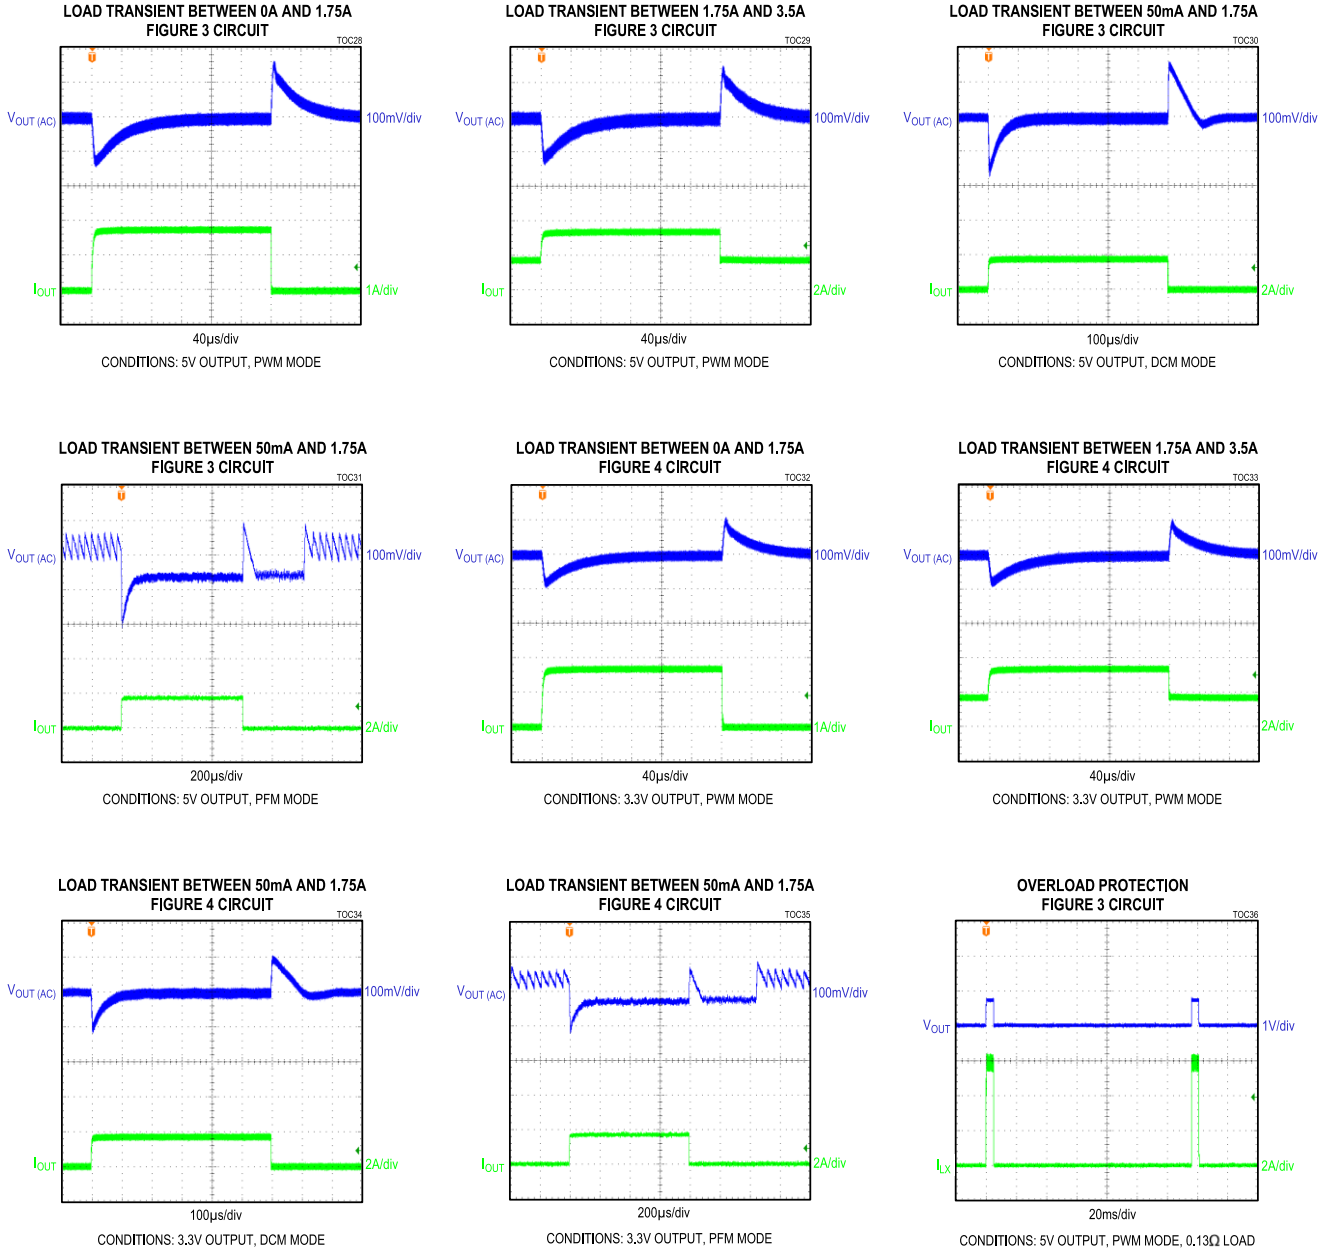 LOAD TRANSIENT BETWEEN 0A AND 1.75A
FIGURE 3 CIRCUIT
TOC28
T
VOUT (AC)
100mV/div
IOUT
1A/div
40µs/div
CONDITIONS: 5V OUTPUT, PWM MODE
LOAD TRANSIENT BETWEEN 1.75A AND 3.5A
FIGURE 3 CIRCUIT
TOC29
T
VOUT (AC)
100mV/div
IOUT
2A/div
40µs/div
CONDITIONS: 5V OUTPUT, PWM MODE
LOAD TRANSIENT BETWEEN 50mA AND 1.75A
FIGURE 3 CIRCUIT
TOC30
T
VOUT (AC)
100mV/div
IOUT
2A/div
100µs/div
CONDITIONS: 5V OUTPUT, DCM MODE
LOAD TRANSIENT BETWEEN 50mA AND 1.75A
FIGURE 3 CIRCUIT
TOC31
T
VOUT (AC)
100mV/div
IOUT
2A/div
200µs/div
CONDITIONS: 5V OUTPUT, PFM MODE
LOAD TRANSIENT BETWEEN 0A AND 1.75A
FIGURE 4 CIRCUIT
TOC32
T
VOUT (AC)
100mV/div
IOUT
1A/div
40µs/div
CONDITIONS: 3.3V OUTPUT, PWM MODE
LOAD TRANSIENT BETWEEN 1.75A AND 3.5A
FIGURE 4 CIRCUIT
TOC33
T
VOUT (AC)
100mV/div
IOUT
2A/div
40µs/div
CONDITIONS: 3.3V OUTPUT, PWM MODE
LOAD TRANSIENT BETWEEN 50mA AND 1.75A
FIGURE 4 CIRCUIT
TOC34
T
VOUT (AC)
100mV/div
IOUT
2A/div
100µs/div
CONDITIONS: 3.3V OUTPUT, DCM MODE
LOAD TRANSIENT BETWEEN 50mA AND 1.75A
FIGURE 4 CIRCUIT
TOC35
T
VOUT (AC)
100mV/div
IOUT
2A/div
200µs/div
CONDITIONS: 3.3V OUTPUT, PFM MODE
OVERLOAD PROTECTION
FIGURE 3 CIRCUIT
TOC36
T
VOUT
1V/div
ILX
2A/div
20ms/div
CONDITIONS: 5V OUTPUT, PWM MODE, 0.13Ω LOAD